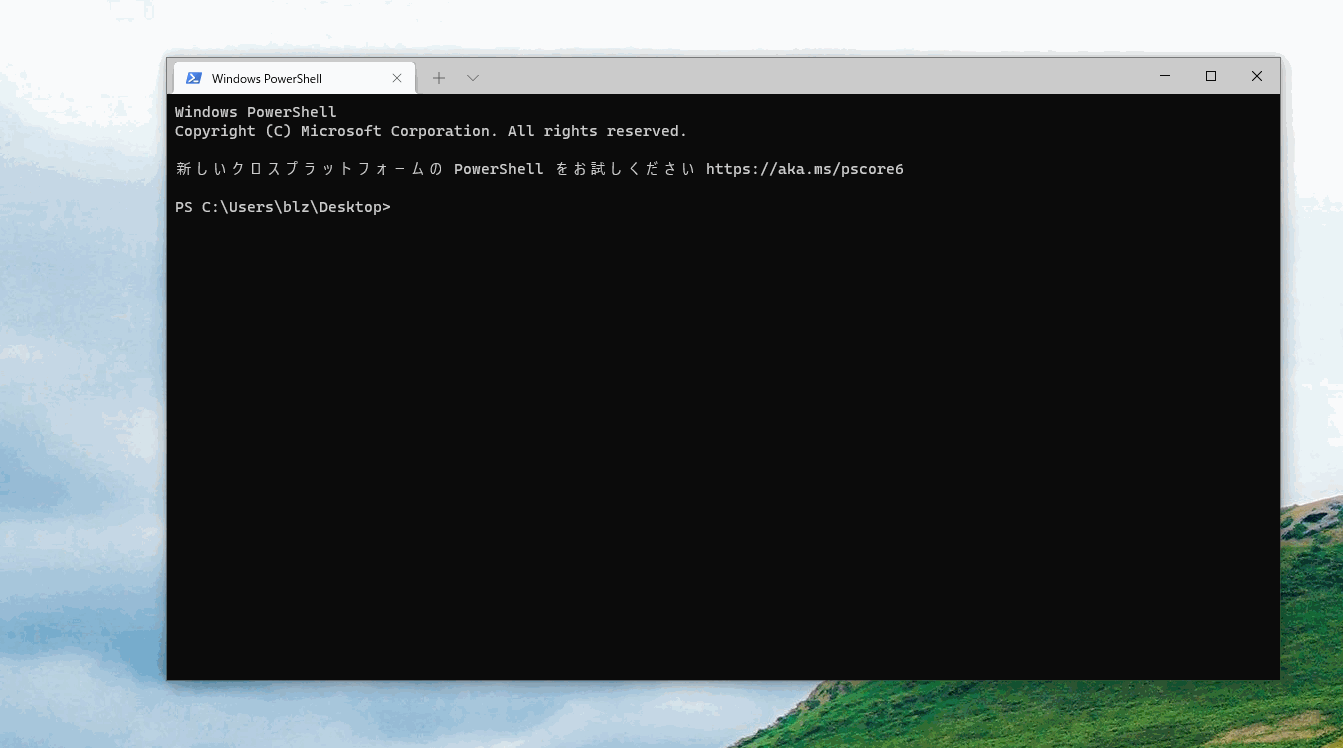 Windows PowerShell
Windows PowerShell
Copyright (C) Microsoft Corporation. All rights reserved.
新しいクロスプラットフォームの PowerShell をお試しください https://aka.ms/pscore6
PS C:\Users\blz\Desktop>